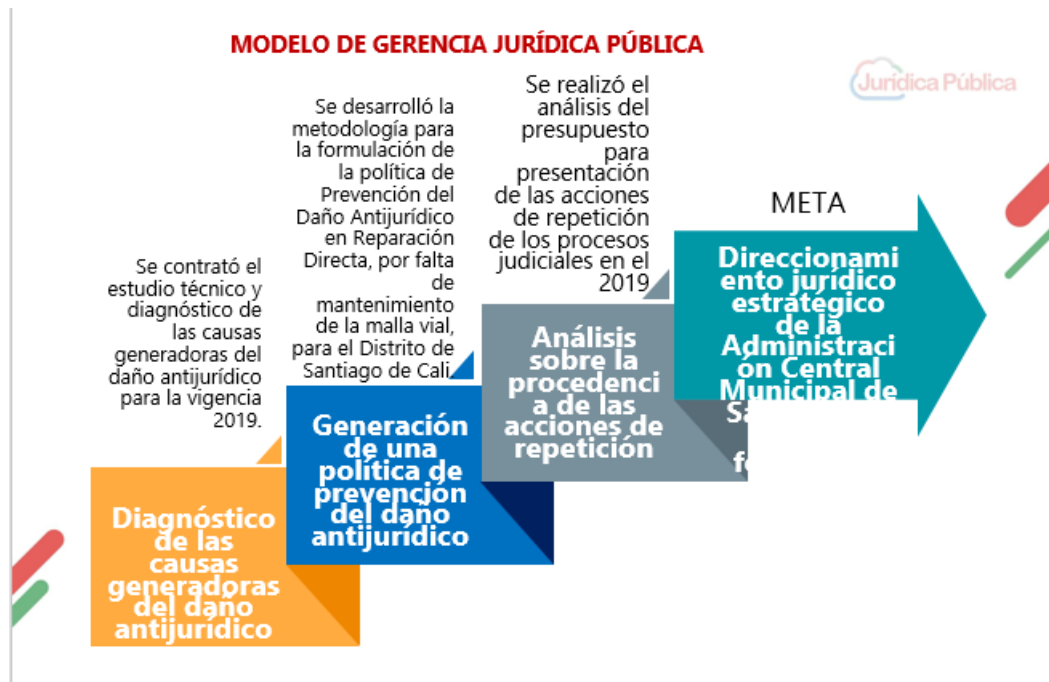 MODELO DE GERENCIA JURÍDICA PÚBLICA
Jurídica Pública
Se contrató el
estudio técnico y
diagnóstico de
las causas
generadoras del
daño antijurídico
para la vigencia
2019.
Diagnóstico
de las
causas
generadoras
del daño
antijurídico
Se desarrolló la
metodología para
la formulación de
la política de
Prevención del
Daño Antijurídico
en Reparación
Directa, por falta
de
mantenimiento
de la malla vial,
para el Distrito de
Santiago de Cali.
Generación
de una
política de
prevención
del daño
antijurídico
Se realizó el
análisis del
presupuesto
para
presentación
de las acciones
de repetición
de los procesos
judiciales en el
2019
Análisis
sobre la
procedenci
a de las
acciones de
repetición
META
Direccionami
ento jurídico
estratégico
de la
Administraci
ón Central
Municipal de